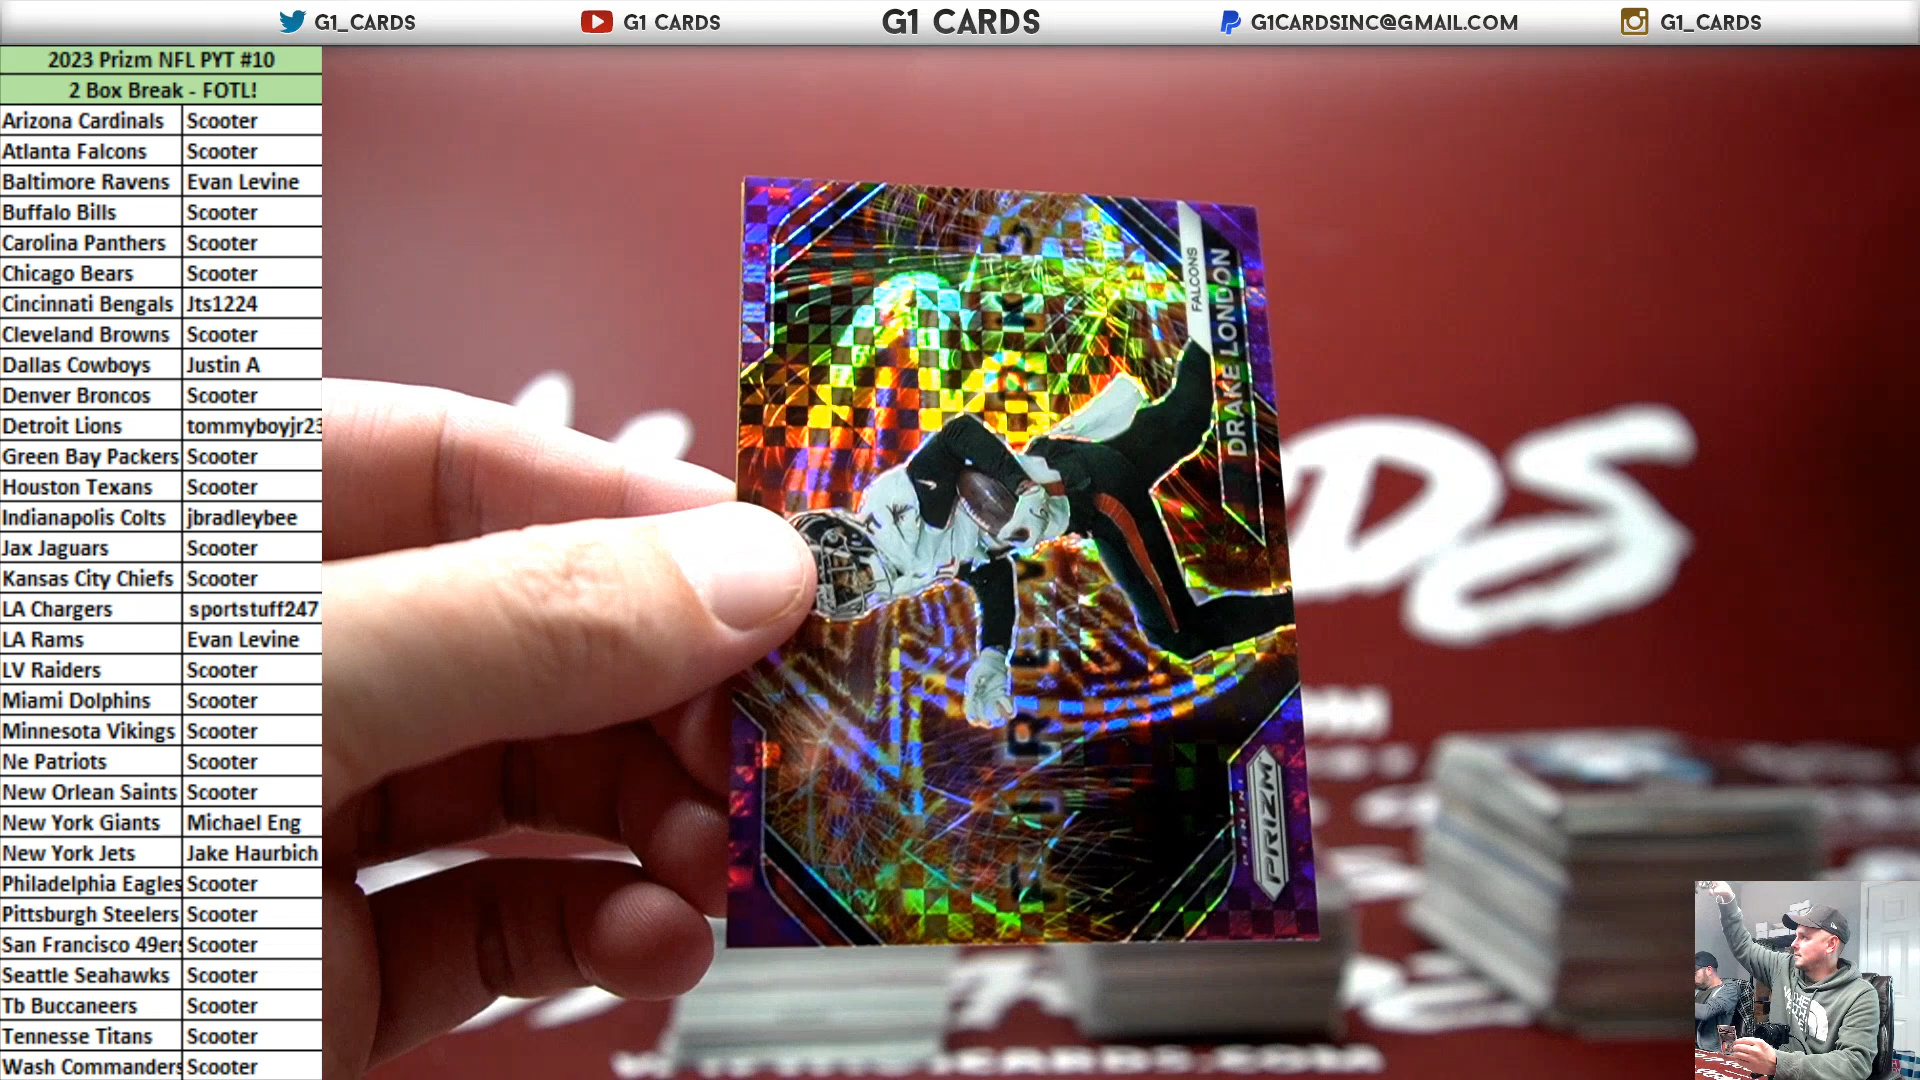 G1_CARDS
G1 CARDS
G1 CARDS
G1CARDSINC@GMAIL.COM
G1_CARDS
2023 Prizm NFL PYT #10
2 Box Break - FOTL!
Arizona Cardinals Scooter
Atlanta Falcons Scooter
Baltimore Ravens Evan Levine
Buffalo Bills Scooter
Carolina Panthers Scooter
Chicago Bears Scooter
Cincinnati Bengals Jts1224
Cleveland Browns Scooter
Dallas Cowboys Justin A
Denver Broncos Scooter
Detroit Lions tommyboyjr23
Green Bay Packers Scooter
Houston Texans Scooter
Indianapolis Colts jbradleybee
Jax Jaguars Scooter
Kansas City Chiefs Scooter
LA Chargers sportstuff247
LA Rams Evan Levine
LV Raiders Scooter
Miami Dolphins Scooter
Minnesota Vikings Scooter
Ne Patriots Scooter
New Orlean Saints Scooter
New York Giants Michael Eng
New York Jets Jake Haurbich
Philadelphia Eagles Scooter
Pittsburgh Steelers Scooter
San Francisco 49ers Scooter
Seattle Seahawks Scooter
Tb Buccaneers Scooter
Tennesse Titans Scooter
Wash Commanders Scooter
FIREWORKS
FALCONS
DRAKE LONDON
PANINI
PRIZM